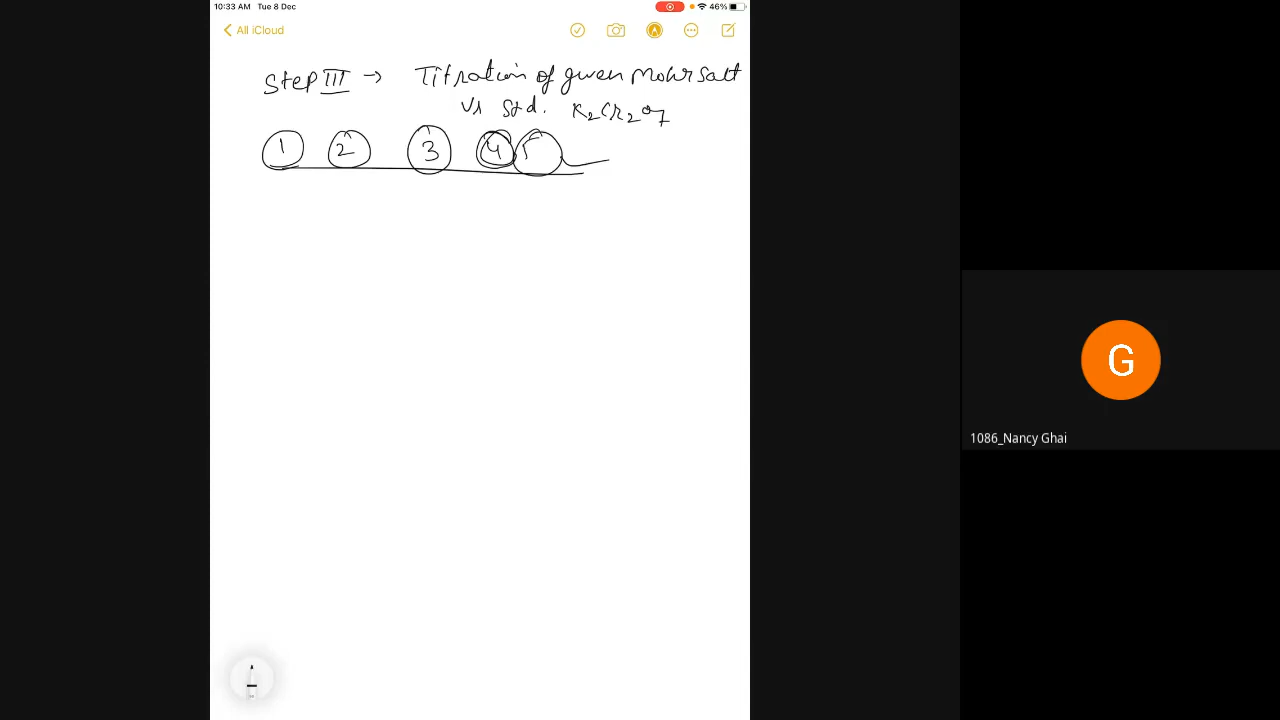 10:33 AM Tue 8 Dec
46%
All iCloud
Step III → Titration of given Mohr Salt
Vs Std. K2Cr2O7
1 2 3 4 5
G
1086_Nancy Ghai